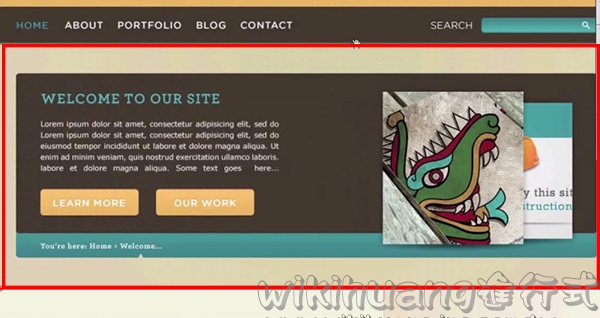 HOME ABOUT PORTFOLIO BLOG CONTACT SEARCH
WELCOME TO OUR SITE
Lorem ipsum dolor sit amet, consectetur adipisicing elit, sed do
Lorem ipsum dolor sit amet, consectetur adipisicing elit, sed do
eiusmod tempor incididunt ut labore et dolore magna aliqua. Ut
enim ad minim veniam, quis nostrud exercitation ullamco laboris.
labore et dolore magna aliqua. Some text goes here...
y this sit
struction
LEARN MORE OUR WORK
You're here: Home › Welcome...
wikihuang進行式